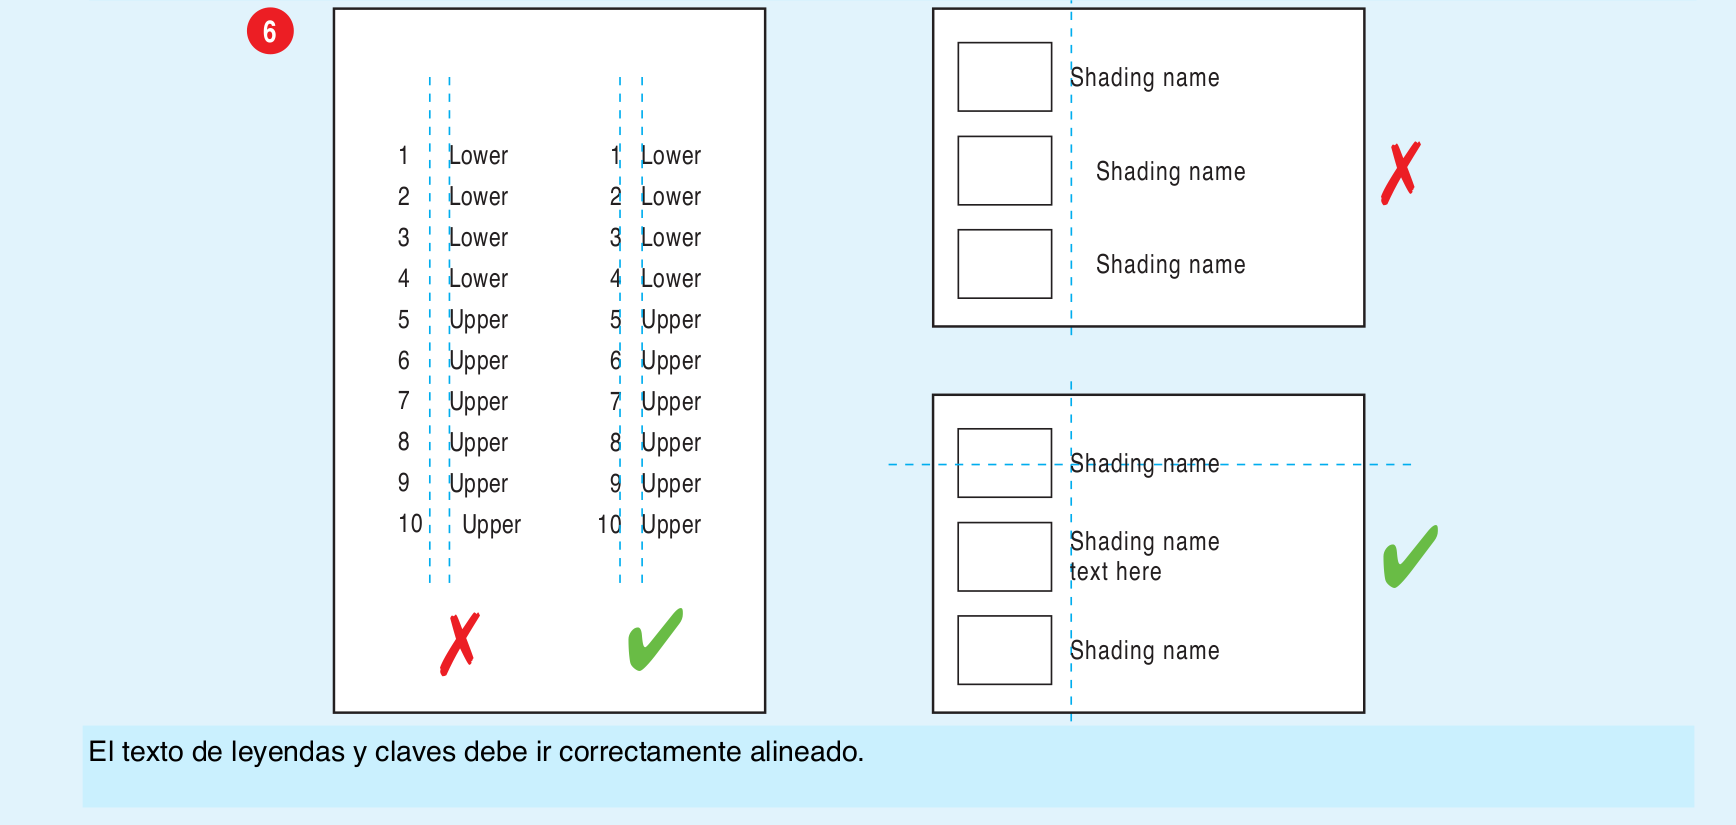 6
1 Lower
2 Lower
3 Lower
4 Lower
5 Upper
6 Upper
7 Upper
8 Upper
9 Upper
10 Upper
1 Lower
2 Lower
3 Lower
4 Lower
5 Upper
6 Upper
7 Upper
8 Upper
9 Upper
10 Upper
Shading name
Shading name
Shading name
Shading name
Shading name
text here
Shading name
El texto de leyendas y claves debe ir correctamente alineado.